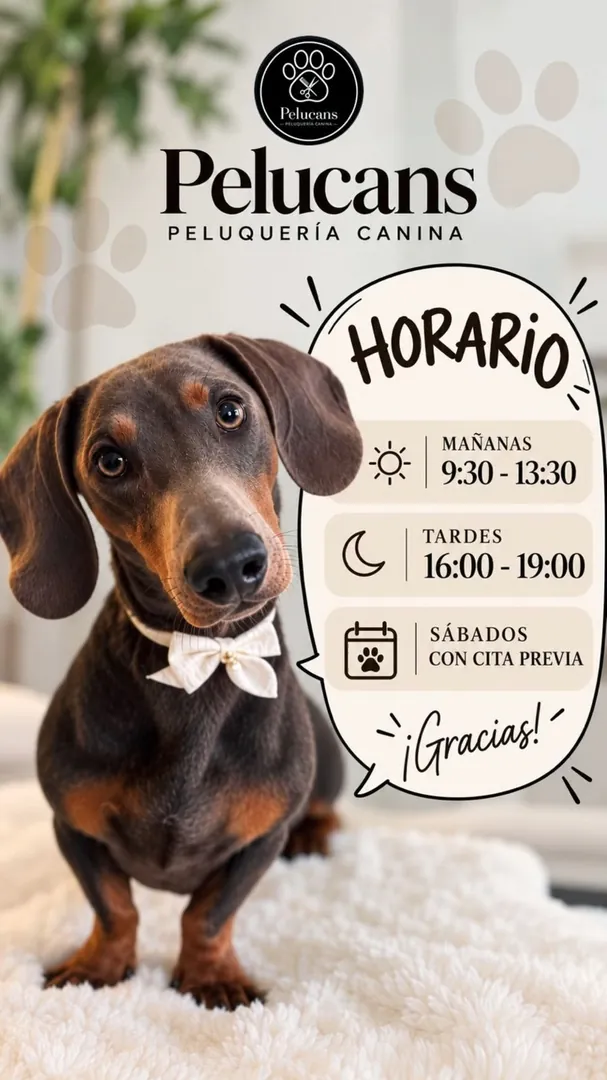 Pelucans
PELUQUERÍA CANINA
Pelucans
PELUQUERÍA CANINA
HORARiO
MAÑANAS
9:30 - 13:30
TARDES
16:00 - 19:00
SÁBADOS
CON CITA PREVIA
¡Gracias!